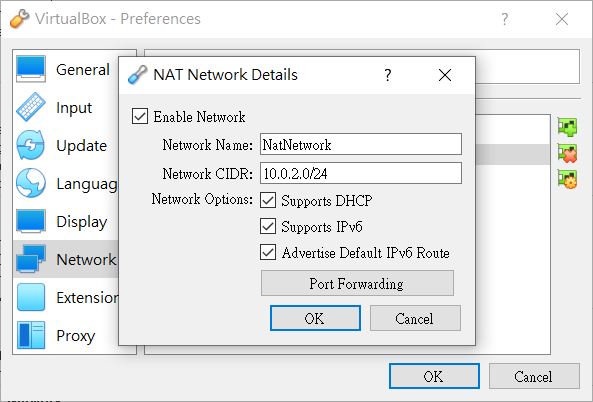 VirtualBox - Preferences
General
Input
Update
Languag
Display
Network
Extension
Proxy
NAT Network Details
Enable Network
Network Name: NatNetwork
Network CIDR: 10.0.2.0/24
Network Options: Supports DHCP
Supports IPv6
Advertise Default IPv6 Route
Port Forwarding
OK Cancel
OK Cancel